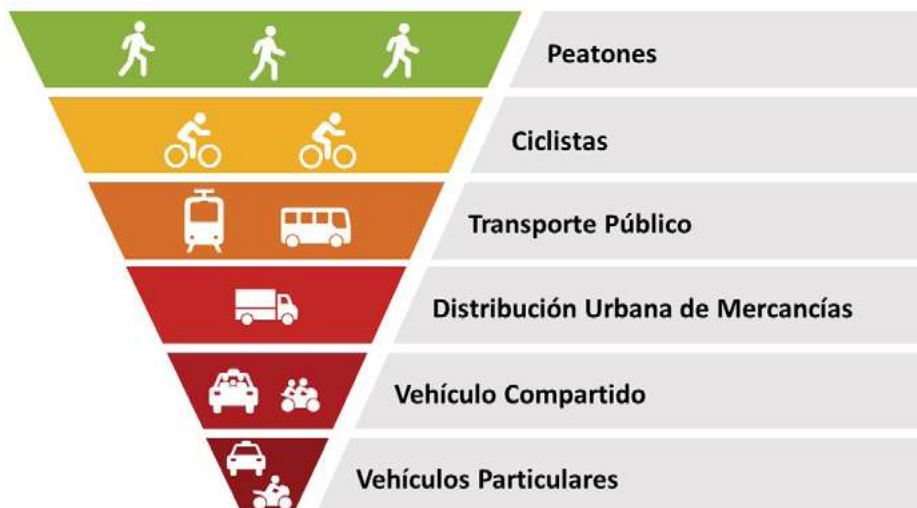 Peatones
Ciclistas
Transporte Público
Distribución Urbana de Mercancías
Vehículo Compartido
Vehículos Particulares